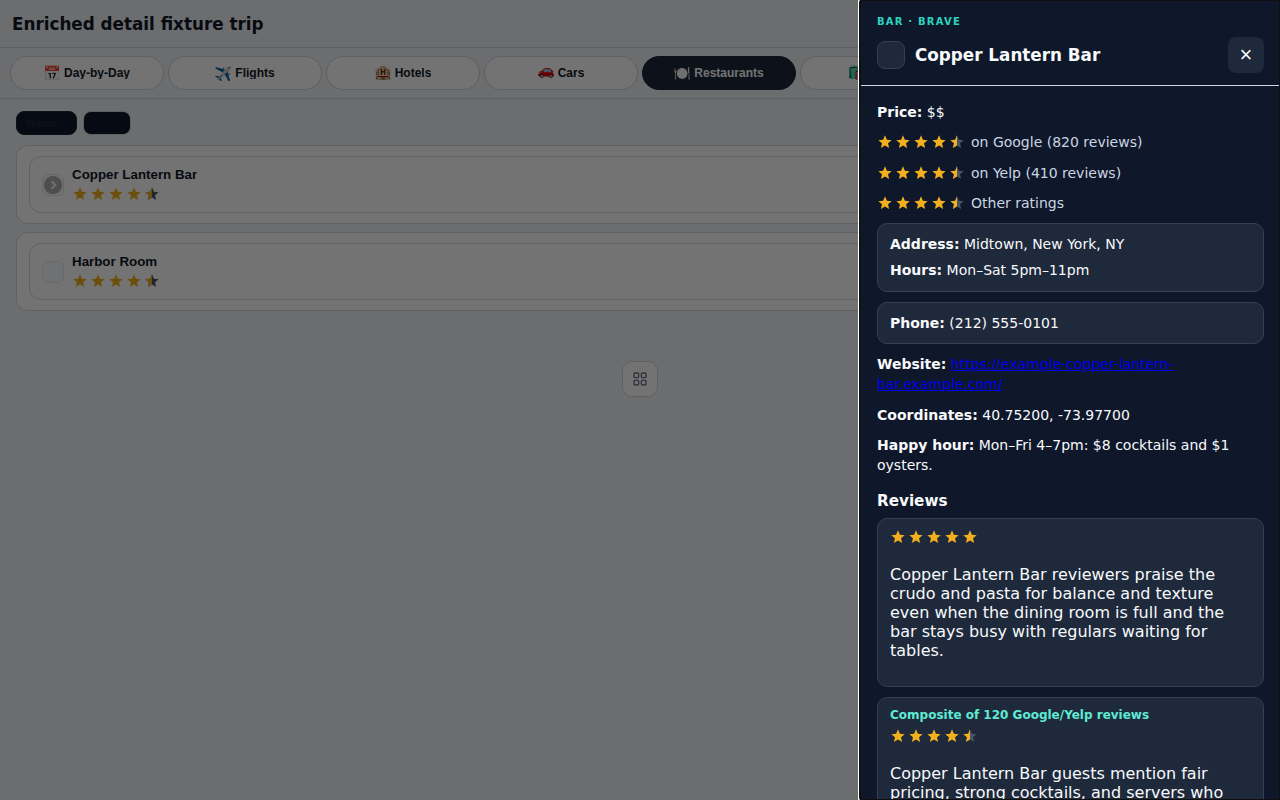 Enriched detail fixture trip
📅 Day-by-Day
✈️ Flights
🏨 Hotels
🚗 Cars
🍽️ Restaurants
Copper Lantern Bar
Harbor Room
BAR · BRAVE
Copper Lantern Bar
Price: $$
on Google (820 reviews)
on Yelp (410 reviews)
Other ratings
Address: Midtown, New York, NY
Hours: Mon–Sat 5pm–11pm
Phone: (212) 555-0101
Website: https://example-copper-lantern-
bar.example.com/
Coordinates: 40.75200, -73.97700
Happy hour: Mon–Fri 4–7pm: $8 cocktails and $1
oysters.
Reviews
Copper Lantern Bar reviewers praise the
crudo and pasta for balance and texture
even when the dining room is full and the
bar stays busy with regulars waiting for
tables.
Composite of 120 Google/Yelp reviews
Copper Lantern Bar guests mention fair
pricing, strong cocktails, and servers who